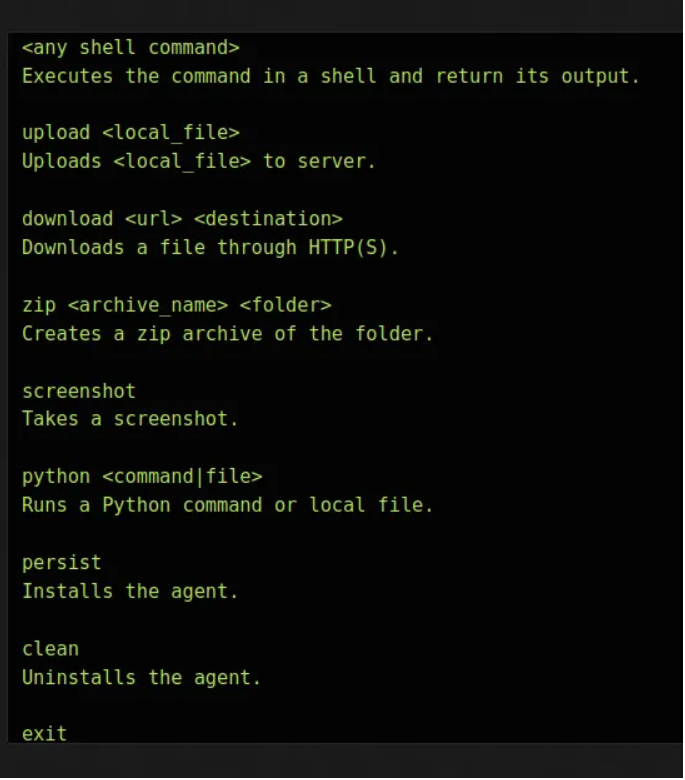 <any shell command>
Executes the command in a shell and return its output.
upload <local_file>
Uploads <local_file> to server.
download <url> <destination>
Downloads a file through HTTP(S).
zip <archive_name> <folder>
Creates a zip archive of the folder.
screenshot
Takes a screenshot.
python <command|file>
Runs a Python command or local file.
persist
Installs the agent.
clean
Uninstalls the agent.
exit